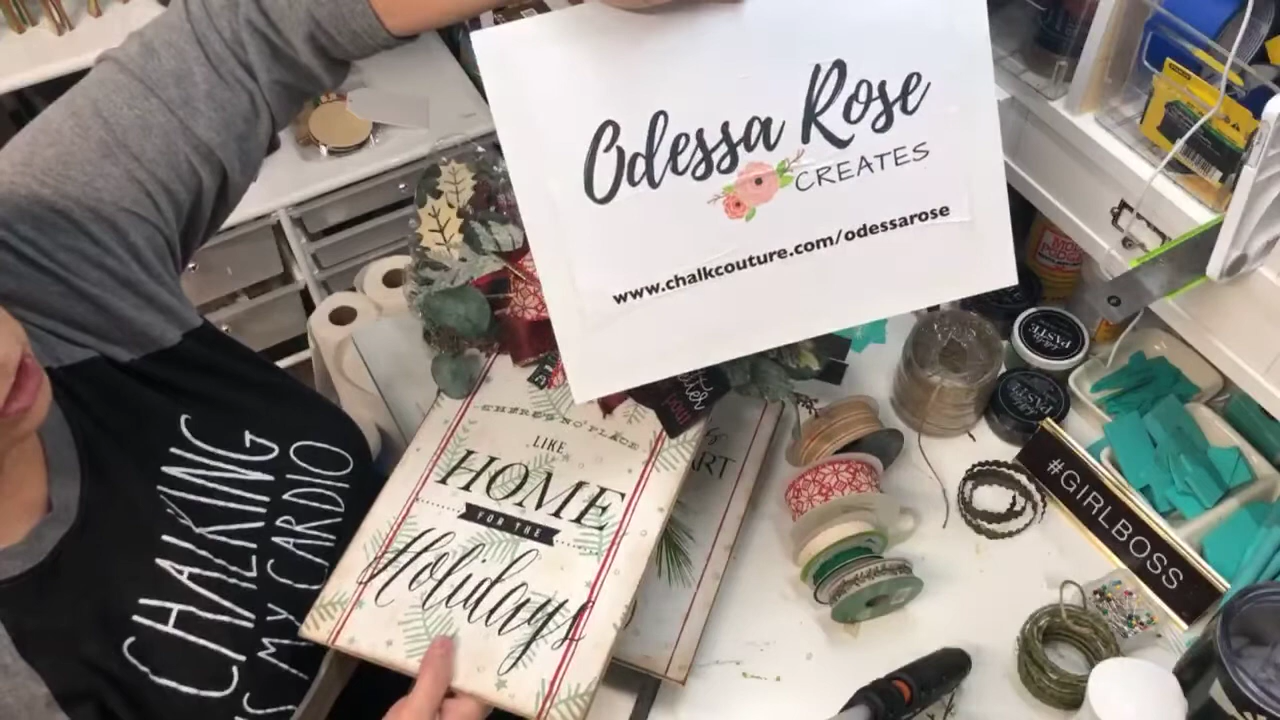 Odessa Rose
CREATES
www.chalkcouture.com/odessarose
THERE'S NO PLACE
LIKE
HOME
FOR THE
Holidays
ART
CHALKING
IS MY CARDIO
#GIRLBOSS
PASTE
PASTE